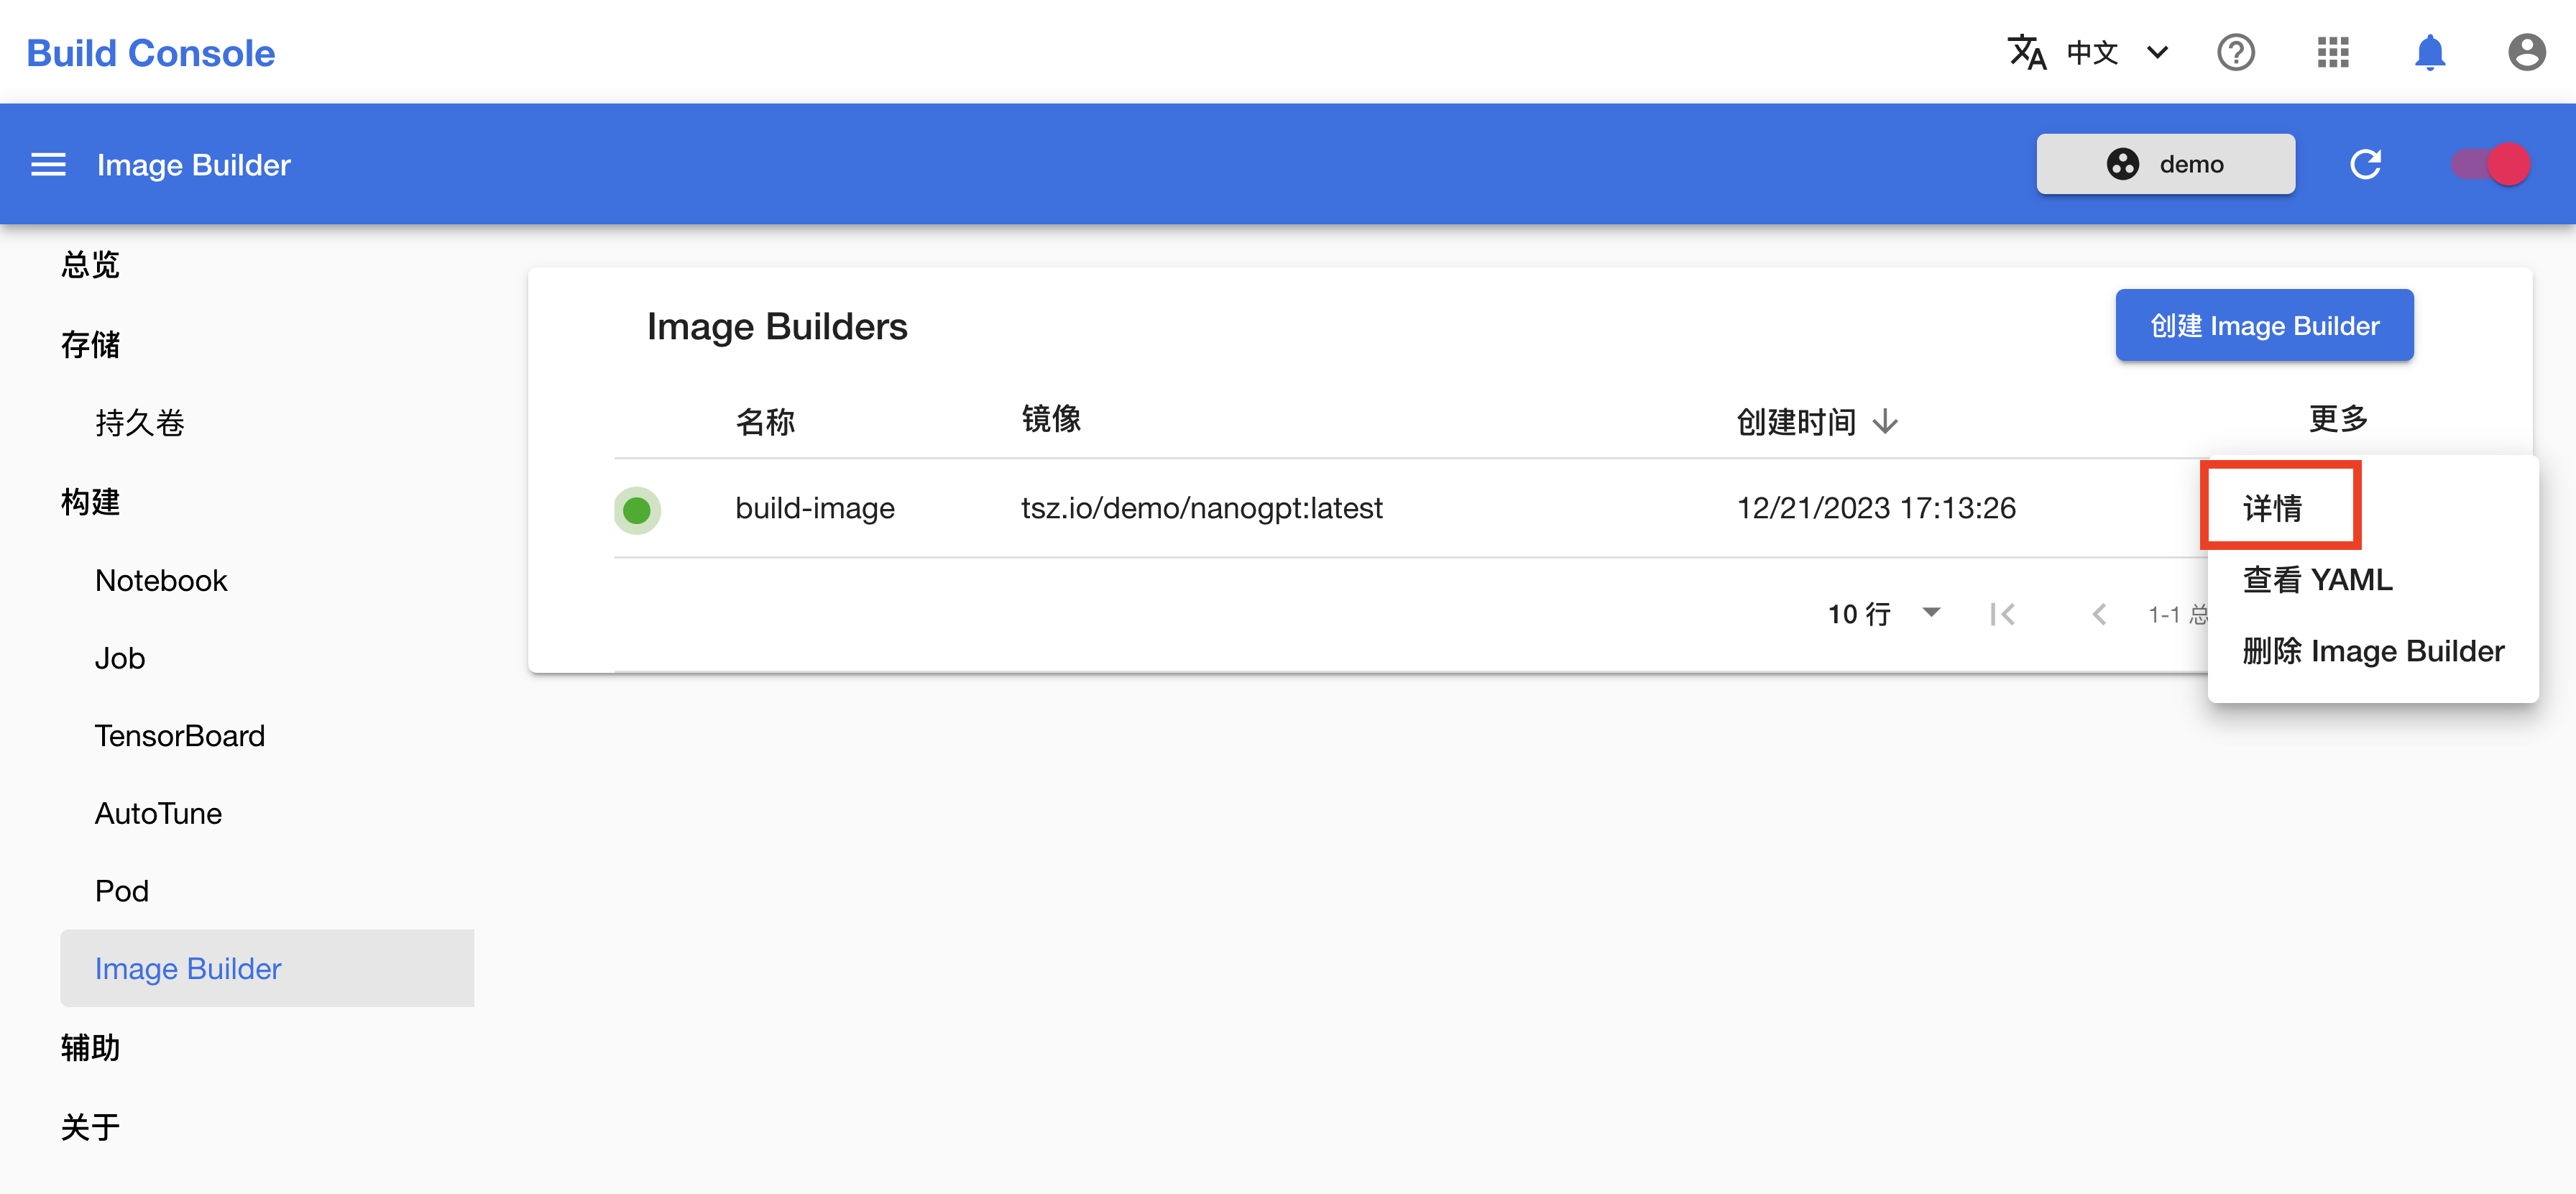 Build Console
中文
Image Builder
demo
总览
存储
持久卷
构建
Notebook
Job
TensorBoard
AutoTune
Pod
Image Builder
辅助
关于
Image Builders
创建 Image Builder
名称 镜像 创建时间 更多
build-image tsz.io/demo/nanogpt:latest 12/21/2023 17:13:26
10 行 1-1 总
详情
查看 YAML
删除 Image Builder